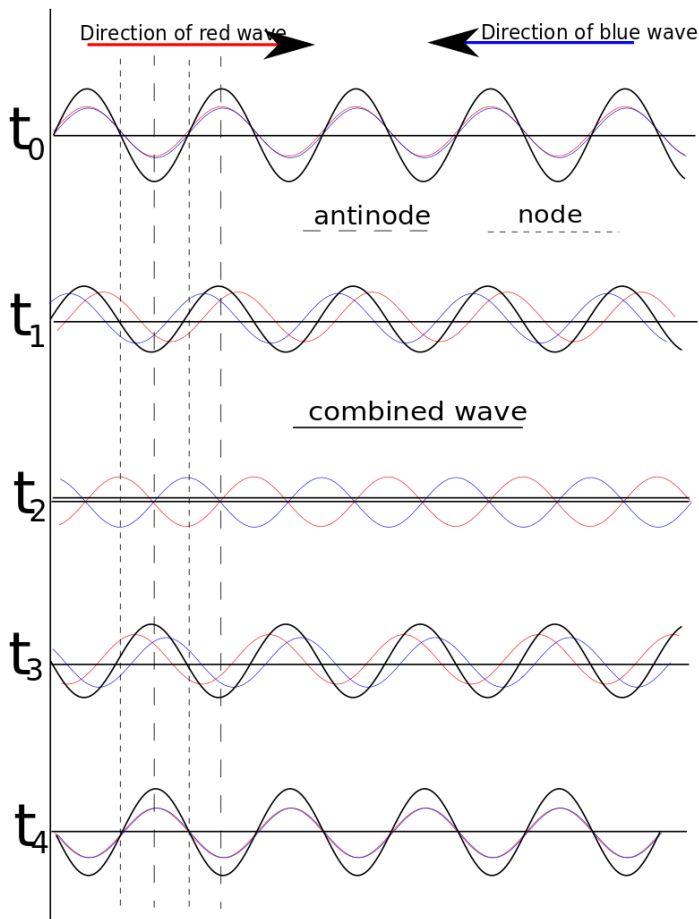 Direction of red wave
Direction of blue wave
t0
antinode
node
t1
combined wave
t2
t3
t4